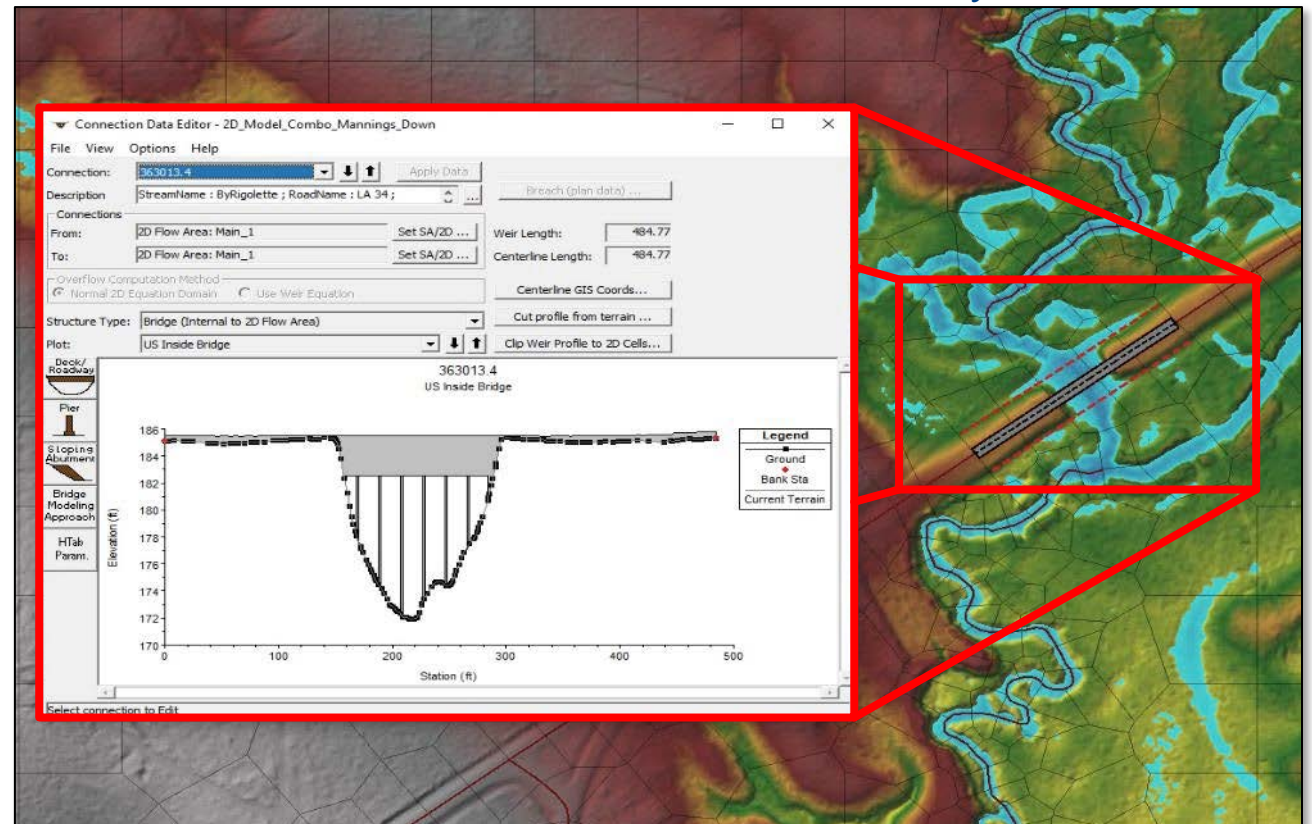 Connection Data Editor - 2D_Model_Combo_Mannings_Down
File View Options Help
Connection: 363013.4 Apply Data
Description StreamName : ByRigolette ; RoadName : LA 34 ; ... Breach (plan data) ...
Connections
From: 2D Flow Area: Main_1 Set SA/2D ... Weir Length: 484.77
To: 2D Flow Area: Main_1 Set SA/2D ... Centerline Length: 484.77
Overflow Computation Method
Normal 2D Equation Domain Use Weir Equation Centerline GIS Coords...
Structure Type: Bridge (Internal to 2D Flow Area) Cut profile from terrain ...
Plot: US Inside Bridge Clip Weir Profile to 2D Cells...
Deck/
Roadway
Pier
Sloping
Abutment
Bridge
Modeling
Approach
HTab
Param.
363013.4
US Inside Bridge
Elevation (ft)
186
184
182
180
178
176
174
172
170
0 100 200 300 400 500
Station (ft)
Legend
Ground
Bank Sta
Current Terrain
Select connection to Edit